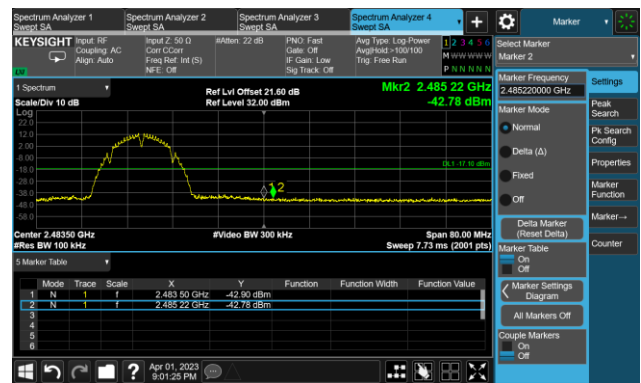 Spectrum Analyzer 1
Swept SA
Spectrum Analyzer 2
Swept SA
Spectrum Analyzer 3
Swept SA
Spectrum Analyzer 4
Swept SA
+
Marker
KEYSIGHT
Input: RF
Coupling: AC
Align: Auto
Input Z: 50 Ω
Corr CCorr
Freq Ref: Int (S)
NFE: Off
#Atten: 22 dB
PNO: Fast
Gate: Off
IF Gain: Low
Sig Track: Off
Avg Type: Log-Power
Avg|Hold:>100/100
Trig: Free Run
1 2 3 4 5 6
M W W W W W
P N N N N N
LW
Select Marker
Marker 2
1 Spectrum
Scale/Div 10 dB
Log
Ref Lvl Offset 21.60 dB
Ref Level 32.00 dBm
Mkr2 2.485 22 GHz
-42.78 dBm
22.0
12.0
2.00
-8.00
-18.0
-28.0
-38.0
-48.0
-58.0
DL1 -17.10 dBm
1
2
Center 2.48350 GHz
#Res BW 100 kHz
#Video BW 300 kHz
Span 80.00 MHz
Sweep 7.73 ms (2001 pts)
5 Marker Table
Mode Trace Scale X Y Function Function Width Function Value
1 N 1 f 2.483 50 GHz -42.90 dBm
2 N 1 f 2.485 22 GHz -42.78 dBm
3
4
5
6
Marker Frequency
2.485220000 GHz
Marker Mode
Normal
Delta (Δ)
Fixed
Off
Delta Marker
(Reset Delta)
Marker Table
On
Off
Marker Settings
Diagram
All Markers Off
Couple Markers
On
Off
Settings
Peak
Search
Pk Search
Config
Properties
Marker
Function
Marker→
Counter
?
Apr 01, 2023
9:01:25 PM